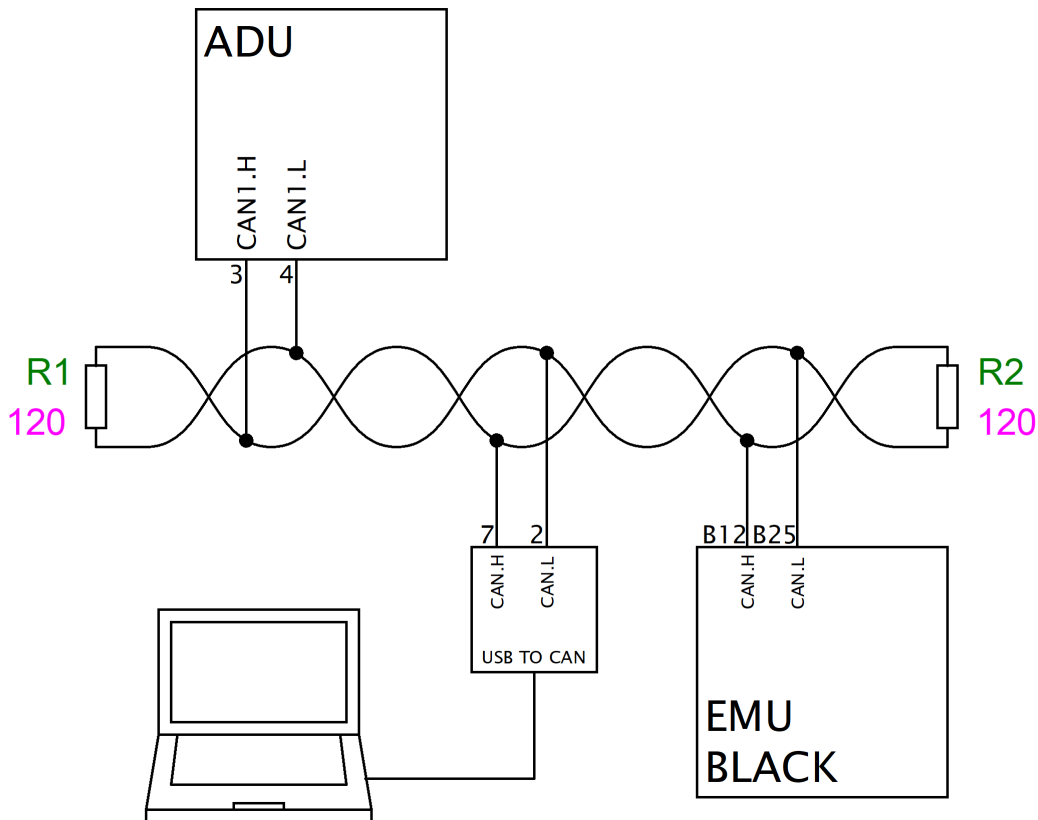 ADU
CAN1.H
CAN1.L
3
4
R1
120
R2
120
7
2
B12
B25
CAN.H
CAN.L
CAN.H
CAN.L
USB TO CAN
EMU
BLACK